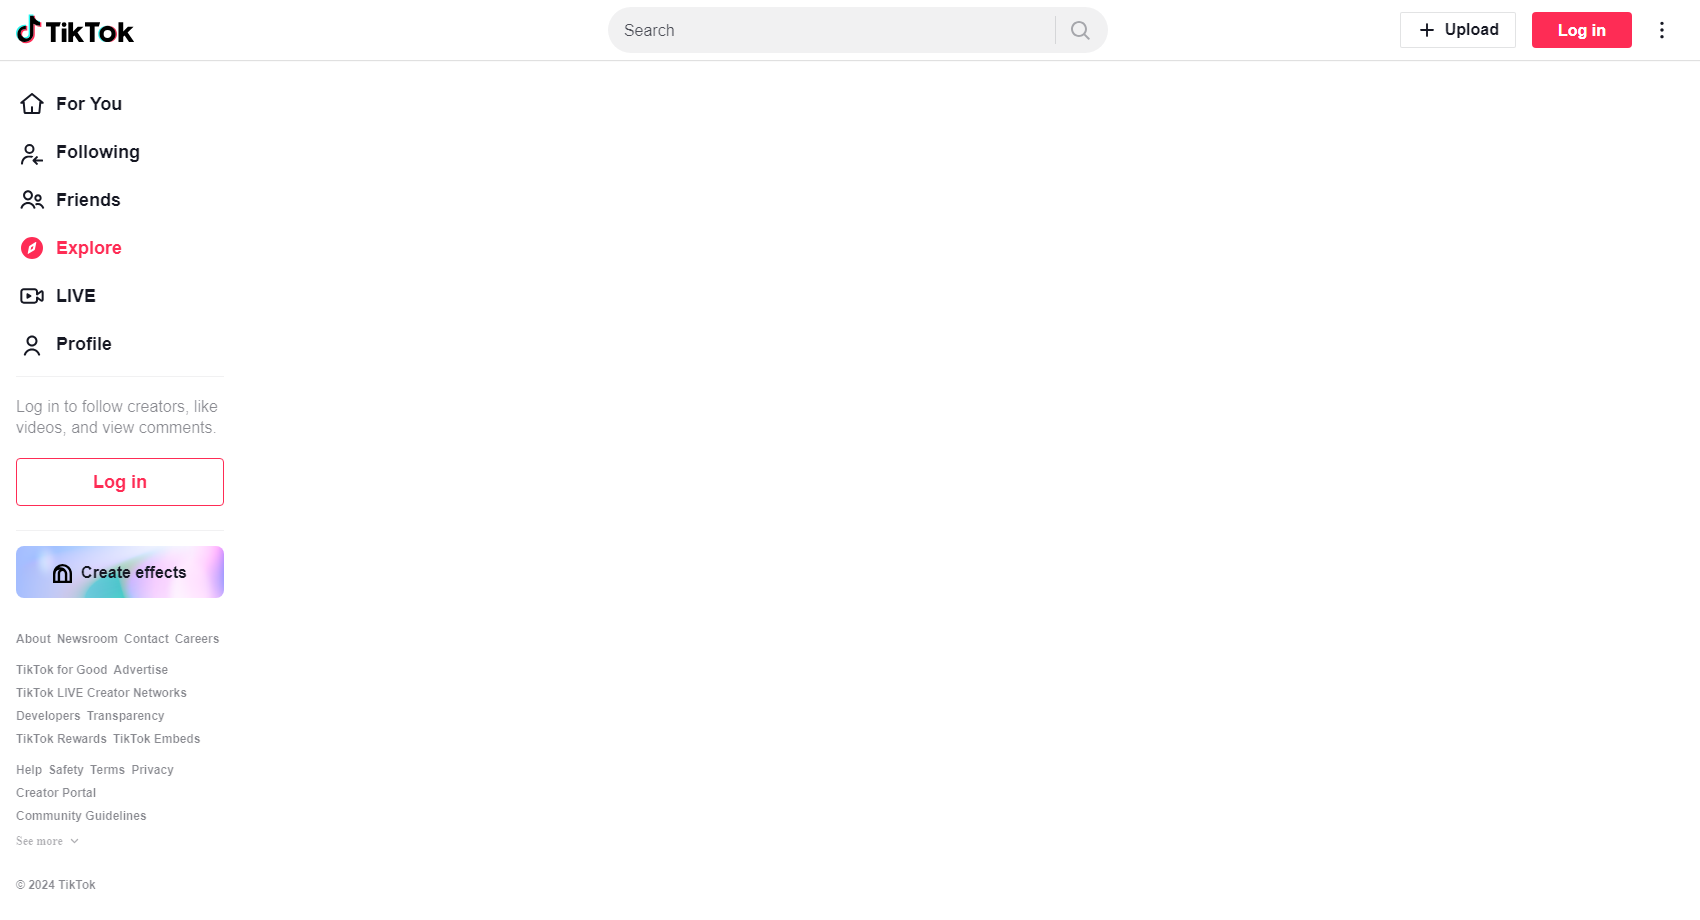 TikTok
Search
Upload
Log in
For You
Following
Friends
Explore
LIVE
Profile
Log in to follow creators, like
videos, and view comments.
Log in
Create effects
About Newsroom Contact Careers
TikTok for Good Advertise
TikTok LIVE Creator Networks
Developers Transparency
TikTok Rewards TikTok Embeds
Help Safety Terms Privacy
Creator Portal
Community Guidelines
See more
© 2024 TikTok